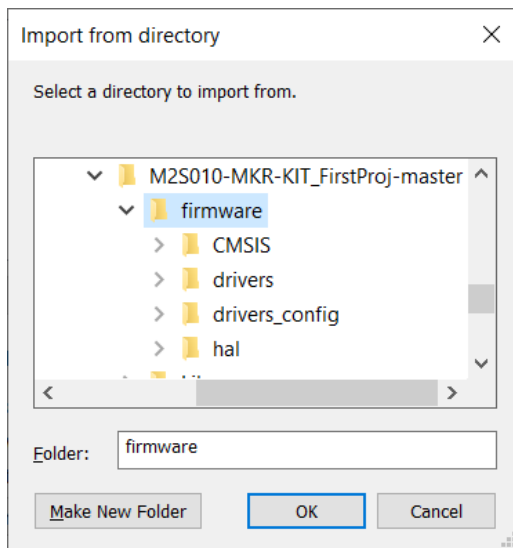 Import from directory
Select a directory to import from.
M2S010-MKR-KIT_FirstProj-master
firmware
CMSIS
drivers
drivers_config
hal
Folder: firmware
Make New Folder OK Cancel